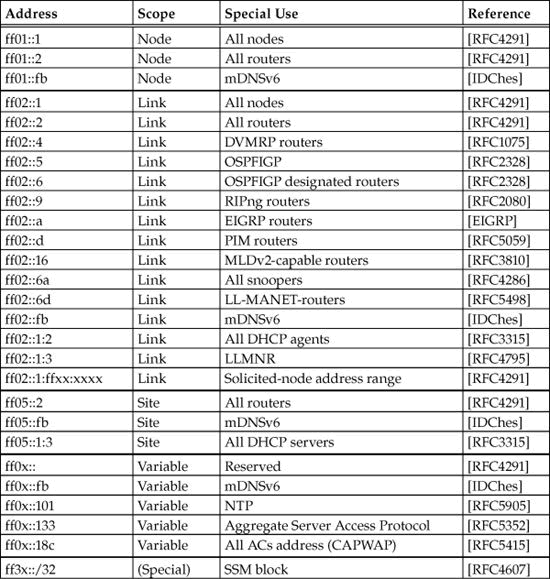 Address Scope Special Use Reference
ff01::1 Node All nodes [RFC4291]
ff01::2 Node All routers [RFC4291]
ff01::fb Node mDNSv6 [IDChes]
ff02::1 Link All nodes [RFC4291]
ff02::2 Link All routers [RFC4291]
ff02::4 Link DVMRP routers [RFC1075]
ff02::5 Link OSPFIGP [RFC2328]
ff02::6 Link OSPFIGP designated routers [RFC2328]
ff02::9 Link RIPng routers [RFC2080]
ff02::a Link EIGRP routers [EIGRP]
ff02::d Link PIM routers [RFC5059]
ff02::16 Link MLDv2-capable routers [RFC3810]
ff02::6a Link All snoopers [RFC4286]
ff02::6d Link LL-MANET-routers [RFC5498]
ff02::fb Link mDNSv6 [IDChes]
ff02::1:2 Link All DHCP agents [RFC3315]
ff02::1:3 Link LLMNR [RFC4795]
ff02::1:ffxx:xxxx Link Solicited-node address range [RFC4291]
ff05::2 Site All routers [RFC4291]
ff05::fb Site mDNSv6 [IDChes]
ff05::1:3 Site All DHCP servers [RFC3315]
ff0x:: Variable Reserved [RFC4291]
ff0x::fb Variable mDNSv6 [IDChes]
ff0x::101 Variable NTP [RFC5905]
ff0x::133 Variable Aggregate Server Access Protocol [RFC5352]
ff0x::18c Variable All ACs address (CAPWAP) [RFC5415]
ff3x::/32 (Special) SSM block [RFC4607]